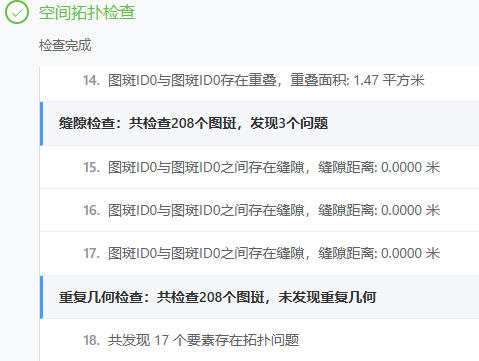 空间拓扑检查
检查完成
14. 图斑ID0与图斑ID0存在重叠，重叠面积: 1.47 平方米
缝隙检查：共检查208个图斑，发现3个问题
15. 图斑ID0与图斑ID0之间存在缝隙，缝隙距离: 0.0000 米
16. 图斑ID0与图斑ID0之间存在缝隙，缝隙距离: 0.0000 米
17. 图斑ID0与图斑ID0之间存在缝隙，缝隙距离: 0.0000 米
重复几何检查：共检查208个图斑，未发现重复几何
18. 共发现 17 个要素存在拓扑问题